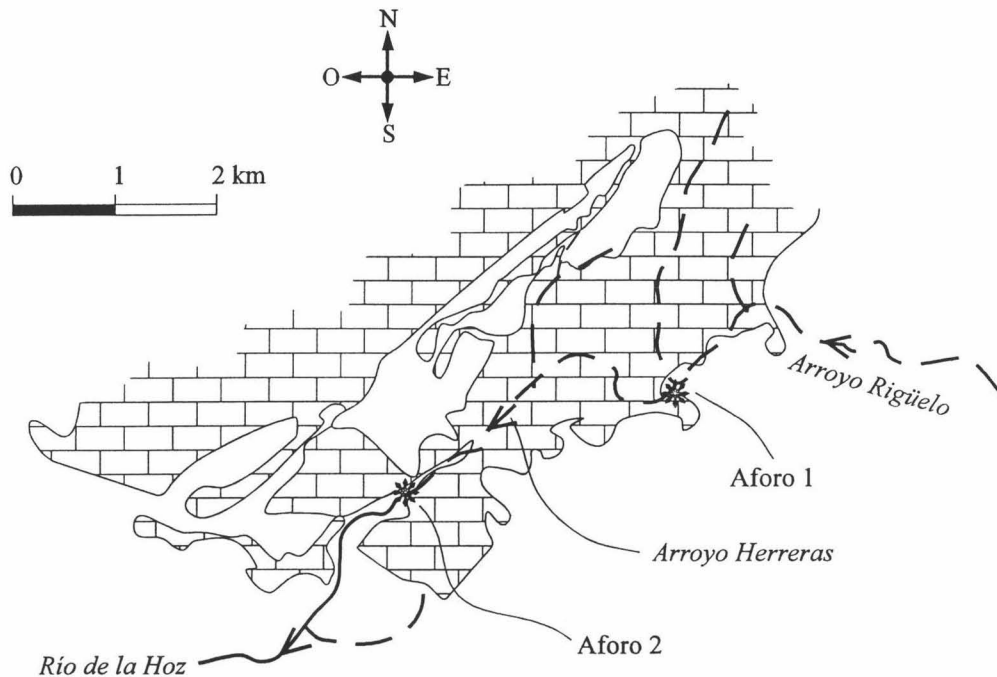 N
O E
S
0 1 2 km
Arroyo Rigüelo
Aforo 1
Arroyo Herreras
Aforo 2
Río de la Hoz